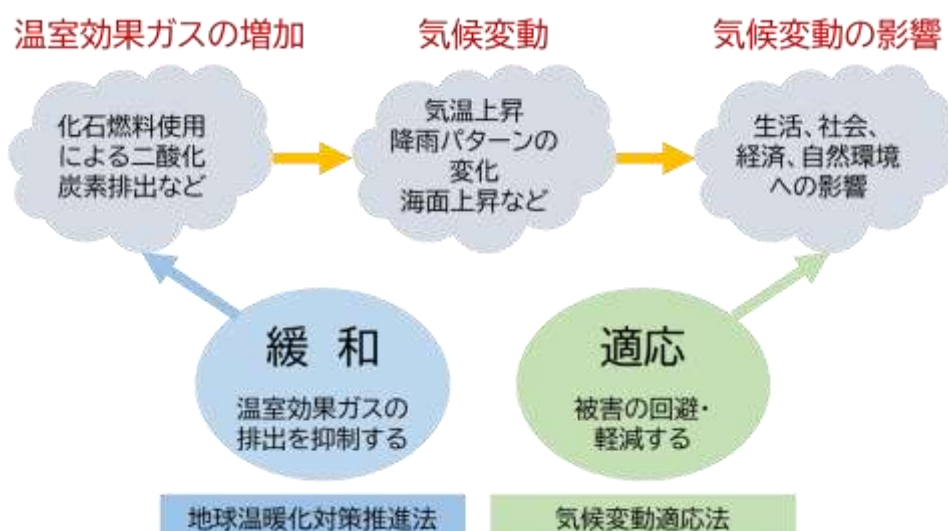 温室効果ガスの増加
気候変動
気候変動の影響
化石燃料使用
による二酸化
炭素排出など
気温上昇
降雨パターンの
変化
海面上昇など
生活、社会、
経済、自然環境
への影響
緩 和
温室効果ガスの
排出を抑制する
適応
被害の回避・
軽減する
地球温暖化対策推進法
気候変動適応法